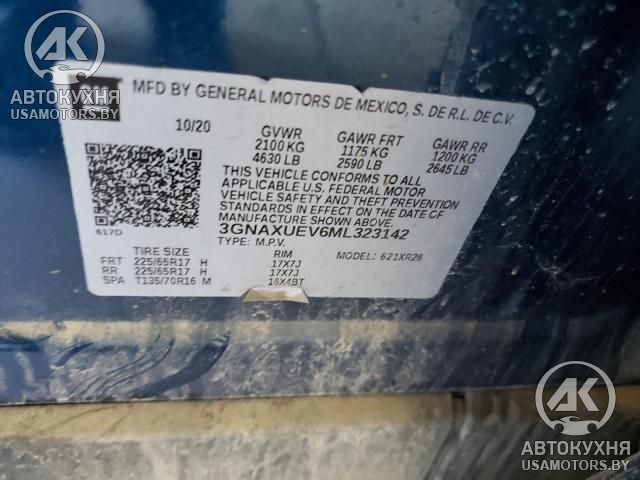 АВТОКУХНЯ
USAMOTORS.BY
MFD BY GENERAL MOTORS DE MEXICO, S. DE R.L. DE C.V.
10/20 GVWR GAWR FRT GAWR RR
2100 KG 1175 KG 1200 KG
4630 LB 2590 LB 2645 LB
THIS VEHICLE CONFORMS TO ALL
APPLICABLE U.S. FEDERAL MOTOR
VEHICLE SAFETY AND THEFT PREVENTION
STANDARDS IN EFFECT ON THE DATE OF
MANUFACTURE SHOWN ABOVE.
617D 3GNAXUEV6ML323142
TYPE: M.P.V. MODEL: 621XR26
TIRE SIZE RIM
FRT 225/65R17 H 17X7J
RR 225/65R17 H 17X7J
SPA T135/70R16 M 16X4BT
АК
АВТОКУХНЯ
USAMOTORS.BY